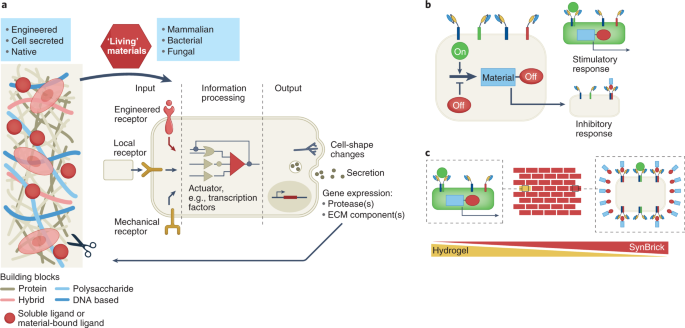 a
• Engineered
• Cell secreted
• Native
'Living'
materials
• Mammalian
• Bacterial
• Fungal
Input
Information
processing
Output
Engineered
receptor
Local
receptor
Mechanical
receptor
Actuator,
e.g., transcription
factors
Cell-shape
changes
Secretion
Gene expression:
• Protease(s)
• ECM component(s)
Building blocks
Protein
Polysaccharide
Hybrid
DNA based
Soluble ligand or
material-bound ligand
b
On
Material
Off
Off
Stimulatory
response
Inhibitory
response
c
Hydrogel
SynBrick